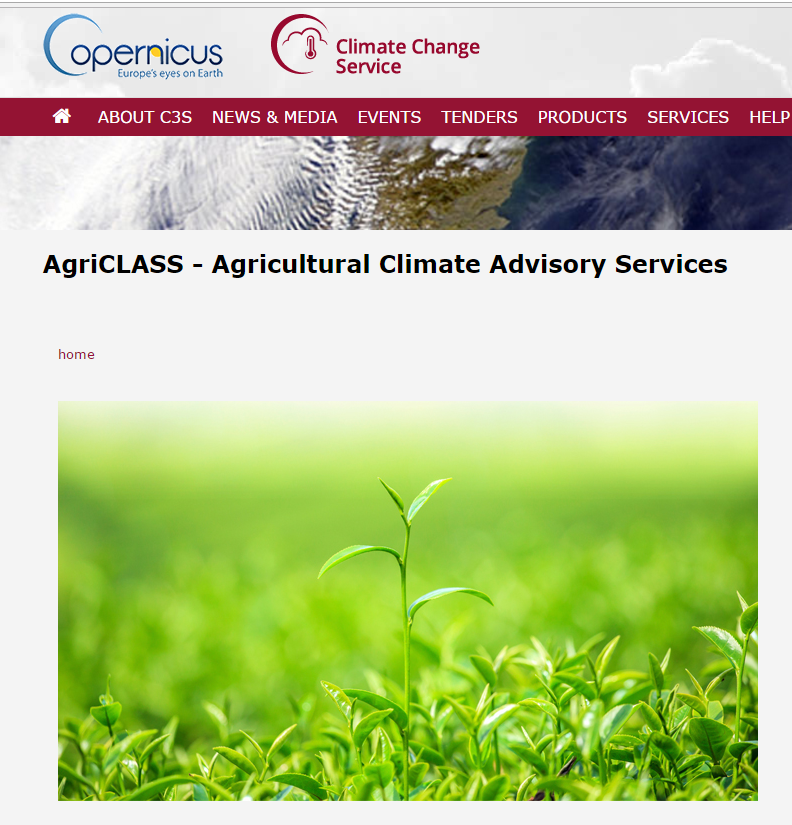 Copernicus
Europe's eyes on Earth
Climate Change
Service
ABOUT C3S NEWS & MEDIA EVENTS TENDERS PRODUCTS SERVICES HELP
AgriCLASS - Agricultural Climate Advisory Services
home